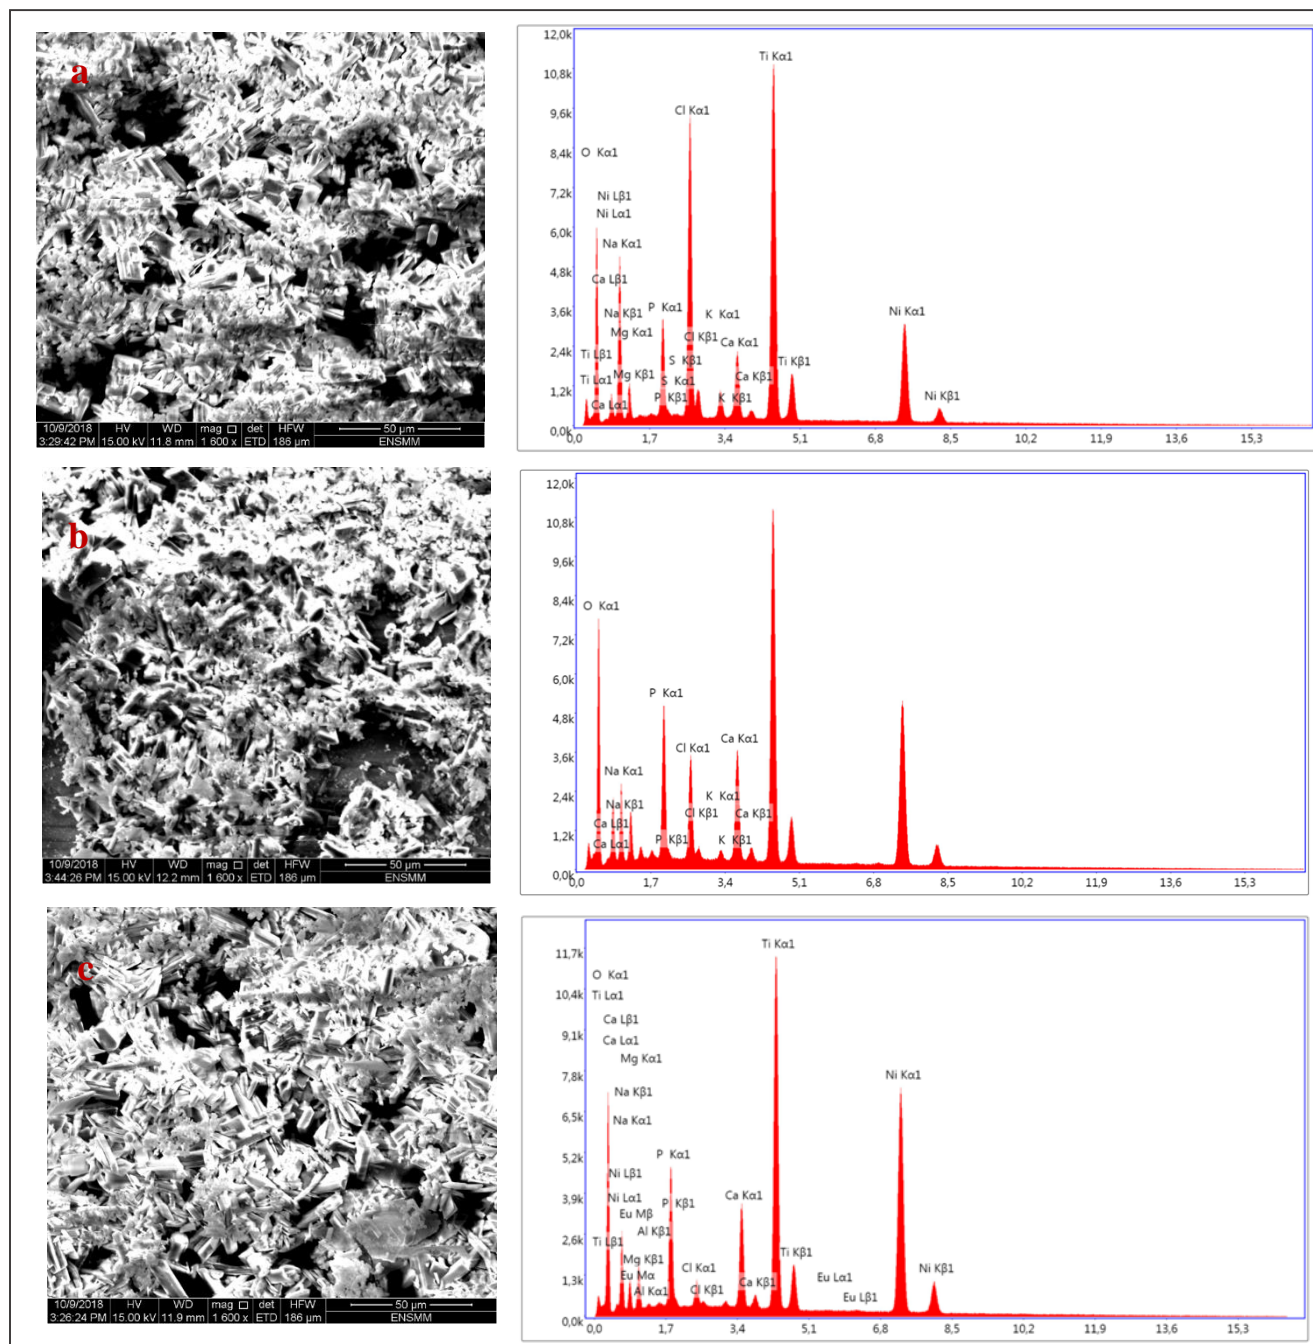 a
10/9/2018 HV WD mag □ det HFW 50 µm
3:29:42 PM 15.00 kV 11.8 mm 1 600 x ETD 186 µm ENSMM
12,0k
10,8k
9,6k
8,4k
7,2k
6,0k
4,8k
3,6k
2,4k
1,2k
0,0k
Ti Kα1
Cl Kα1
O Kα1
Ni Lβ1
Ni Lα1
Na Kα1
Ca Lβ1
P Kα1
Na Kβ1
K Kα1
Ni Kα1
Mg Kα1
Cl Kβ1
Ca Kα1
Ti Lβ1
S Kβ1
Ti Kβ1
Ti Lα1
Mg Kβ1
S Kα1
Ca Kβ1
Ca Lα1
P Kβ1
K Kβ1
Ni Kβ1
0,0 1,7 3,4 5,1 6,8 8,5 10,2 11,9 13,6 15,3
b
10/9/2018 HV WD mag □ det HFW 50 µm
3:44:26 PM 15.00 kV 12.2 mm 1 600 x ETD 186 µm ENSMM
12,0k
10,8k
9,6k
8,4k
7,2k
6,0k
4,8k
3,6k
2,4k
1,2k
0,0k
O Kα1
P Kα1
Cl Kα1
Ca Kα1
Na Kα1
K Kα1
Na Kβ1
Cl Kβ1
Ca Kβ1
Ca Lβ1
Ca Lα1
P Kβ1
K Kβ1
0,0 1,7 3,4 5,1 6,8 8,5 10,2 11,9 13,6 15,3
c
10/9/2018 HV WD mag □ det HFW 50 µm
3:26:24 PM 15.00 kV 11.9 mm 1 600 x ETD 186 µm ENSMM
11,7k
10,4k
9,1k
7,8k
6,5k
5,2k
3,9k
2,6k
1,3k
0,0k
Ti Kα1
O Kα1
Ti Lα1
Ca Lβ1
Ca Lα1
Mg Kα1
Na Kβ1
Na Kα1
Ni Kα1
P Kα1
Ni Lβ1
Ni Lα1
P Kβ1
Ca Kα1
Eu Mβ
Al Kβ1
Ti Lβ1
Mg Kβ1
Ti Kβ1
Eu Mα
Cl Kα1
Ca Kβ1
Eu Lα1
Ni Kβ1
Al Kα1
Cl Kβ1
Eu Lβ1
0,0 1,7 3,4 5,1 6,8 8,5 10,2 11,9 13,6 15,3